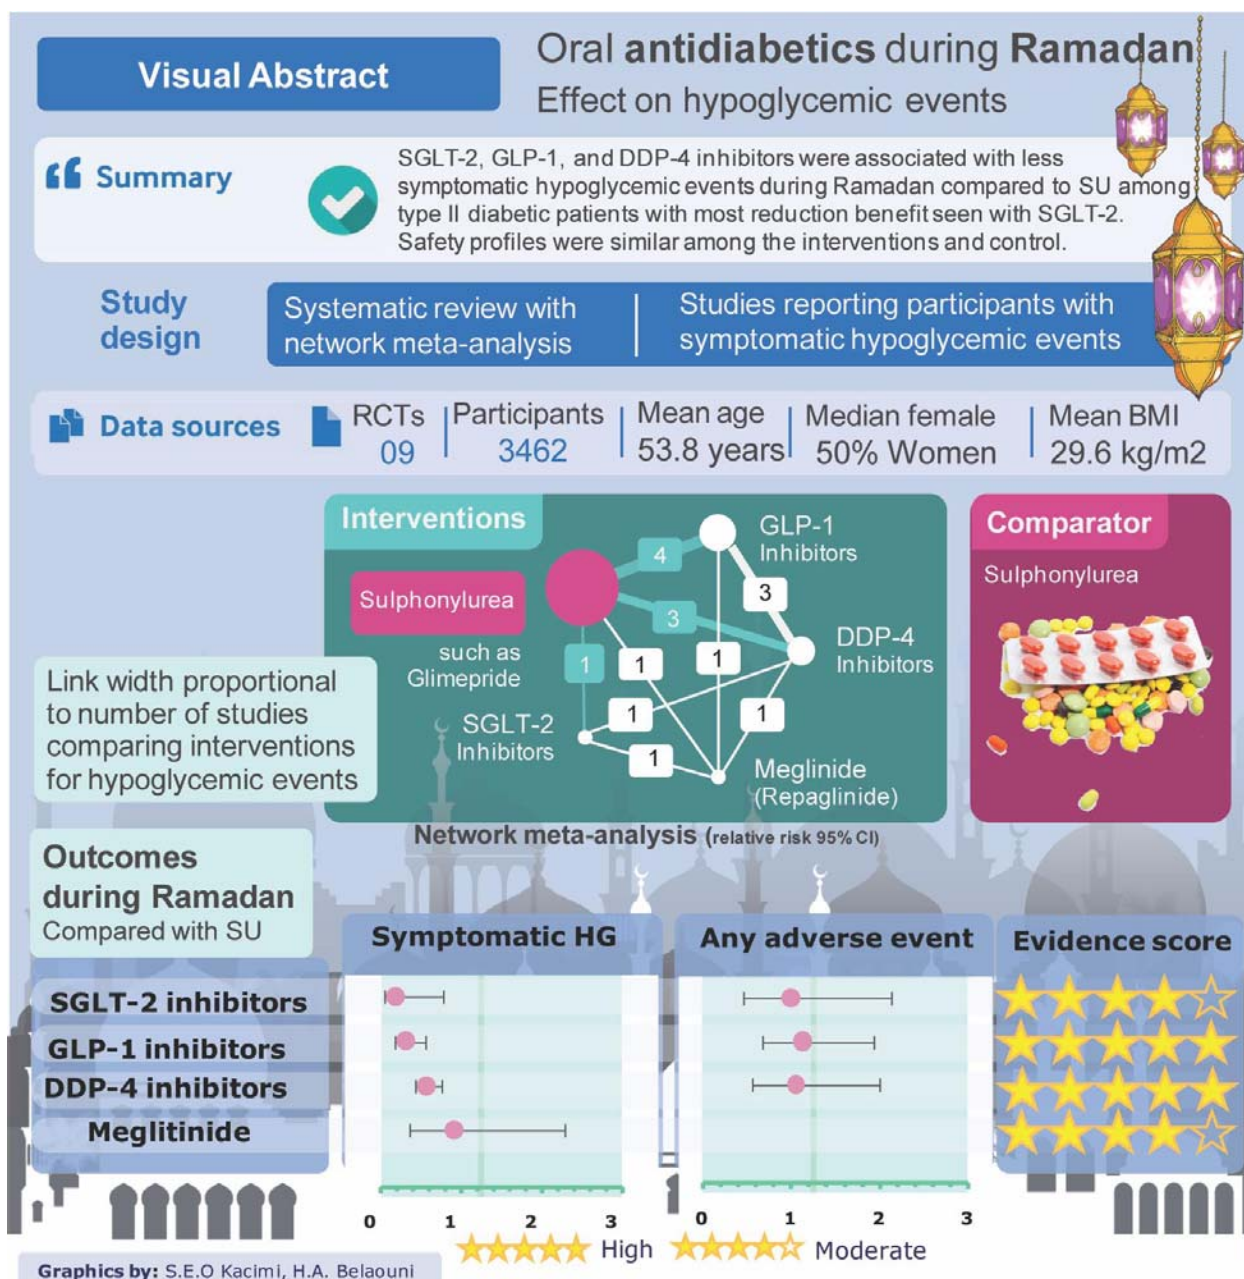 Visual Abstract
Oral antidiabetics during Ramadan
Effect on hypoglycemic events
Summary
SGLT-2, GLP-1, and DDP-4 inhibitors were associated with less
symptomatic hypoglycemic events during Ramadan compared to SU among
type II diabetic patients with most reduction benefit seen with SGLT-2.
Safety profiles were similar among the interventions and control.
Study
design
Systematic review with
network meta-analysis
Studies reporting participants with
symptomatic hypoglycemic events
Data sources
RCTs
09
Participants
3462
Mean age
53.8 years
Median female
50% Women
Mean BMI
29.6 kg/m2
Interventions
Sulphonylurea
such as
Glimepride
GLP-1
Inhibitors
DDP-4
Inhibitors
SGLT-2
Inhibitors
Meglinide
(Repaglinide)
4
3
3
1
1
1
1
1
1
Comparator
Sulphonylurea
Link width proportional
to number of studies
comparing interventions
for hypoglycemic events
Network meta-analysis (relative risk 95% CI)
Outcomes
during Ramadan
Compared with SU
Symptomatic HG
Any adverse event
Evidence score
SGLT-2 inhibitors
GLP-1 inhibitors
DDP-4 inhibitors
Meglitinide
0 1 2 3
0 1 2 3
High
Moderate
Graphics by: S.E.O Kacimi, H.A. Belaouni